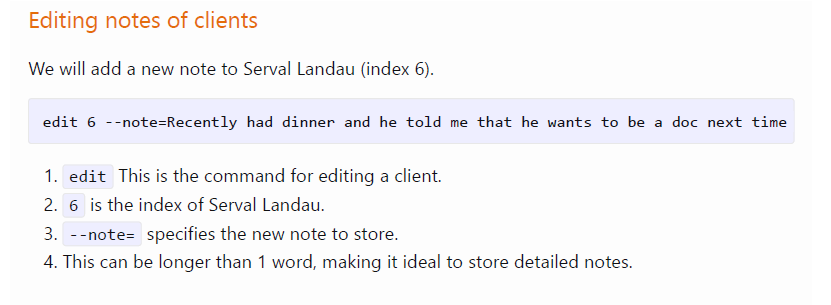 Editing notes of clients
We will add a new note to Serval Landau (index 6).
edit 6 --note=Recently had dinner and he told me that he wants to be a doc next time
1. edit This is the command for editing a client.
2. 6 is the index of Serval Landau.
3. --note= specifies the new note to store.
4. This can be longer than 1 word, making it ideal to store detailed notes.